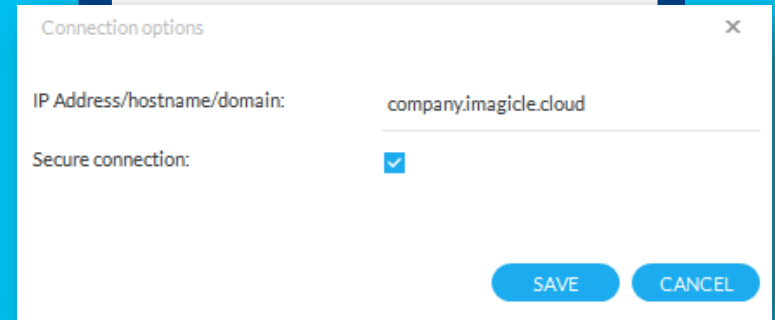 Connection options
IP Address/hostname/domain: company.imagicle.cloud
Secure connection:
SAVE CANCEL